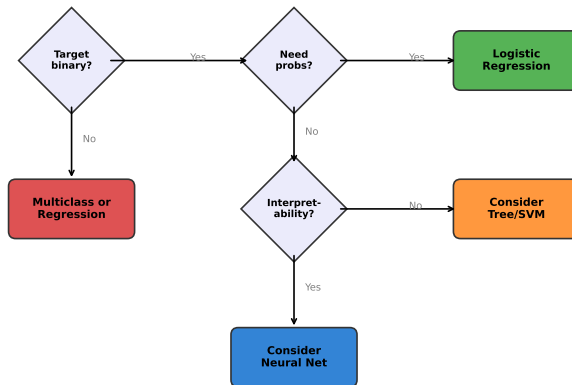 Target
binary?
Yes
Need
probs?
Yes
Logistic
Regression
No
No
Multiclass or
Regression
Interpret-
ability?
No
Consider
Tree/SVM
Yes
Consider
Neural Net